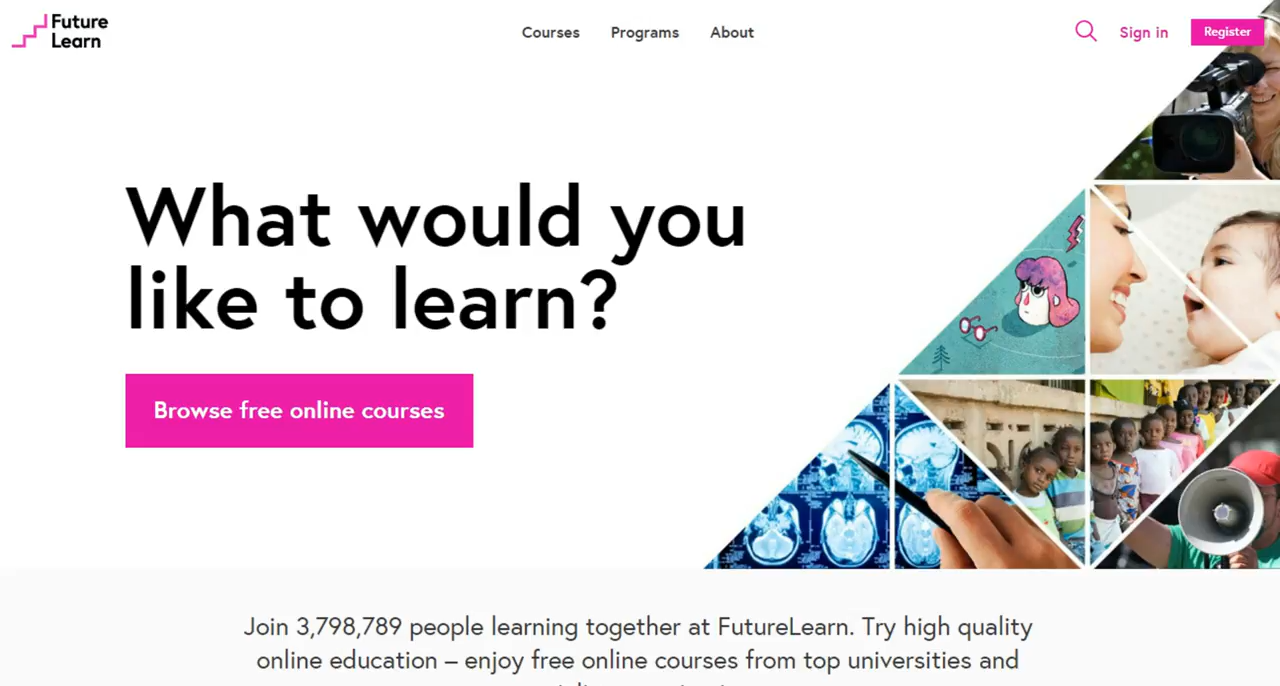 Future
Learn
Courses
Programs
About
Sign in
Register
What would you
like to learn?
Browse free online courses
Join 3,798,789 people learning together at FutureLearn. Try high quality
online education – enjoy free online courses from top universities and